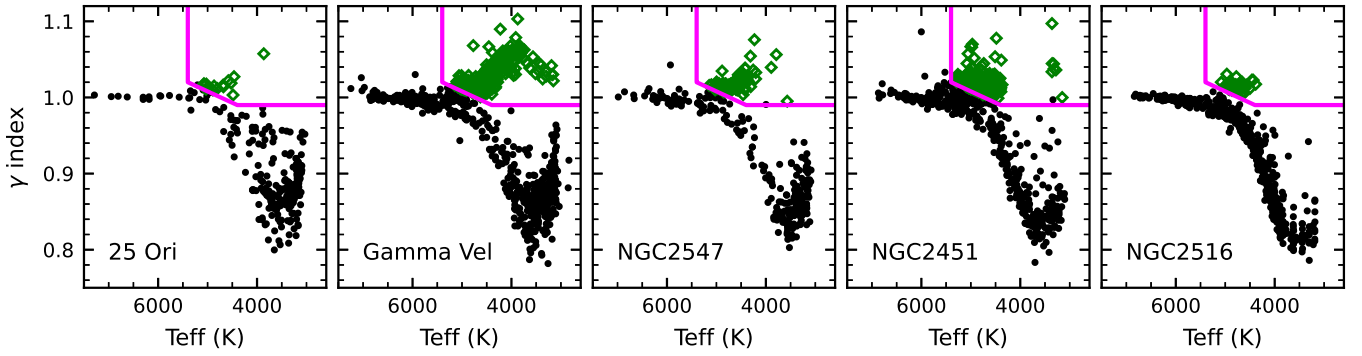 1.1
1.0
0.9
0.8
γ index
25 Ori
Gamma Vel
NGC2547
NGC2451
NGC2516
6000 4000
6000 4000
6000 4000
6000 4000
6000 4000
Teff (K)
Teff (K)
Teff (K)
Teff (K)
Teff (K)